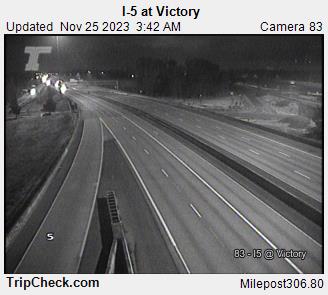 I-5 at Victory
Updated  Nov 25 2023  3:42 AM
Camera 83
T
S
83 - I5 @ Victory
TripCheck.com
Milepost306.80